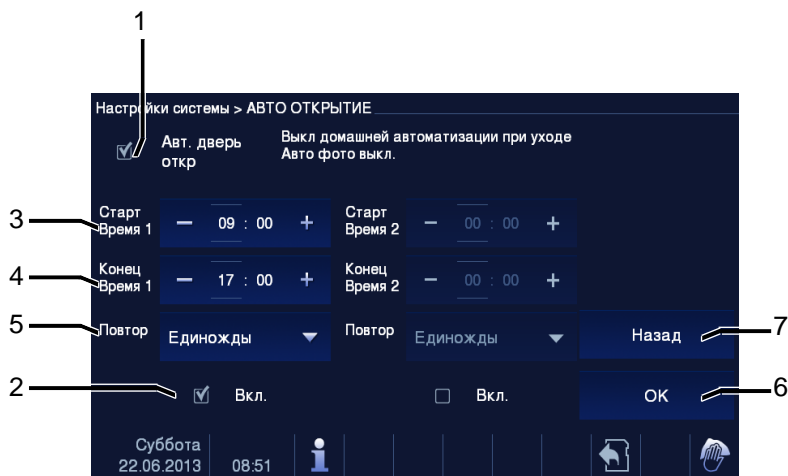 1
Настройки системы > АВТО ОТКРЫТИЕ
Авт. дверь откр
Выкл домашней автоматизации при уходе
Авто фото выкл.
3
Старт Время 1
− 09 : 00 +
Старт Время 2
− 00 : 00 +
4
Конец Время 1
− 17 : 00 +
Конец Время 2
− 00 : 00 +
5
Повтор
Единожды
Повтор
Единожды
Назад
7
2
Вкл.
Вкл.
OK
6
Суббота
22.06.2013
08:51